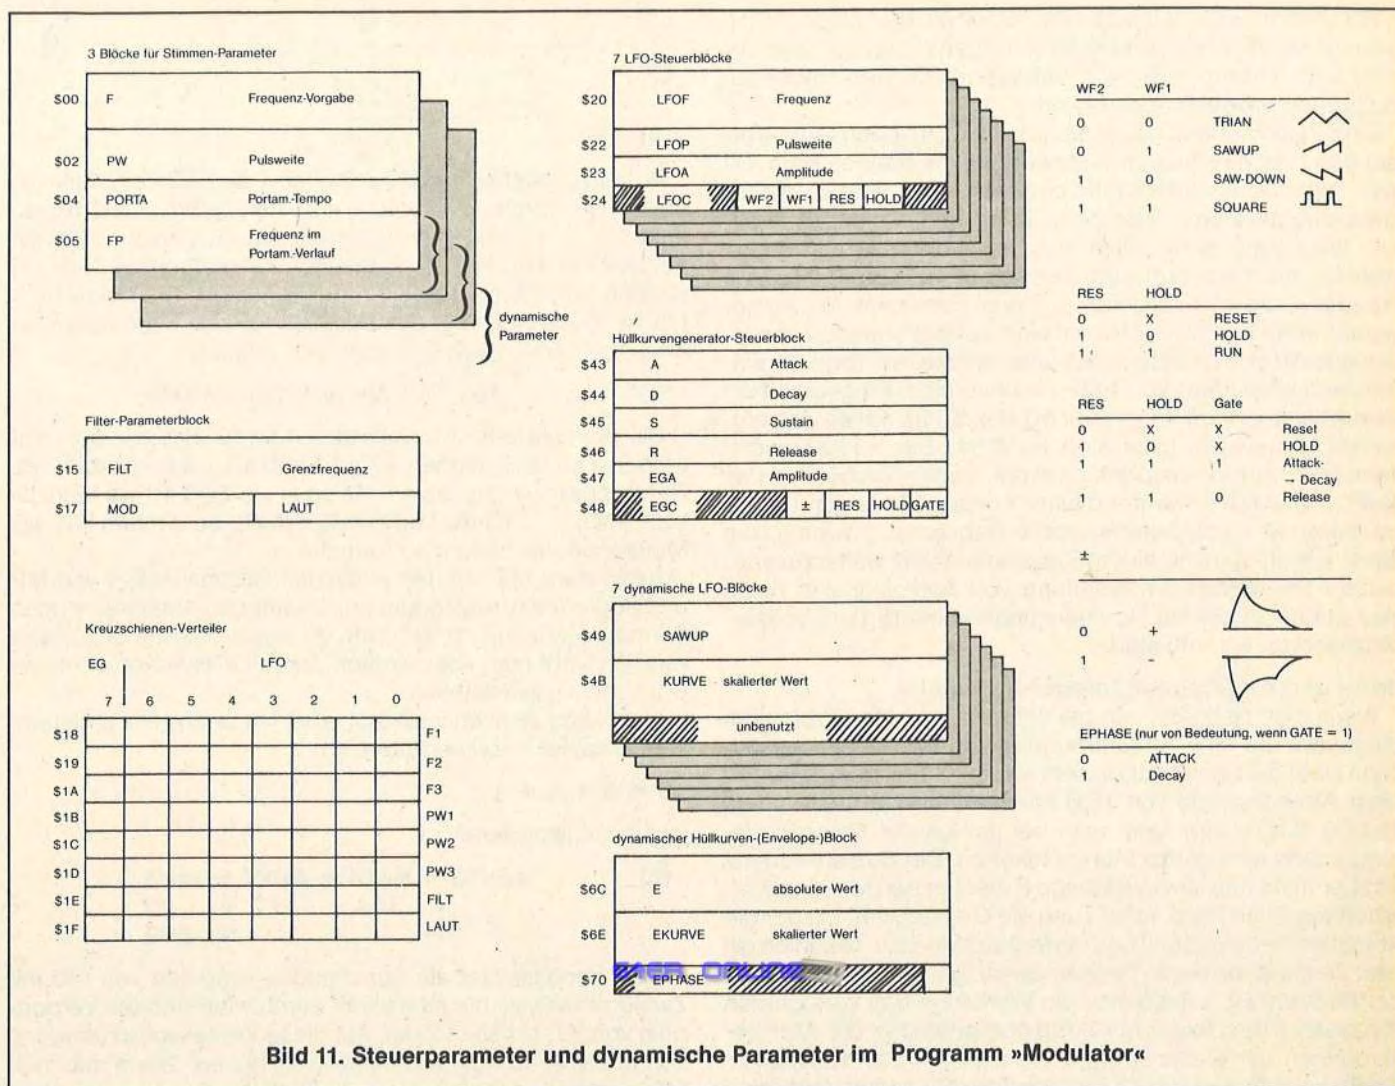 3 Blöcke für Stimmen-Parameter
$00 F Frequenz-Vorgabe
$02 PW Pulsweite
$04 PORTA Portam.-Tempo
$05 FP Frequenz im
Portam.-Verlauf
dynamische
Parameter
Filter-Parameterblock
$15 FILT Grenzfrequenz
$17 MOD LAUT
Kreuzschienen-Verteiler
EG LFO
7 6 5 4 3 2 1 0
$18 F1
$19 F2
$1A F3
$1B PW1
$1C PW2
$1D PW3
$1E FILT
$1F LAUT
7 LFO-Steuerblöcke
$20 LFOF Frequenz
$22 LFOP Pulsweite
$23 LFOA Amplitude
$24 LFOC WF2 WF1 RES HOLD
Hüllkurvengenerator-Steuerblock
$43 A Attack
$44 D Decay
$45 S Sustain
$46 R Release
$47 EGA Amplitude
$48 EGC ± RES HOLD GATE
7 dynamische LFO-Blöcke
$49 SAWUP
$4B KURVE skalierter Wert
unbenutzt
dynamischer Hüllkurven-(Envelope-)Block
$6C E absoluter Wert
$6E EKURVE skalierter Wert
$70 EPHASE
64ER ONLINE
WF2 WF1
0 0 TRIAN
0 1 SAWUP
1 0 SAW-DOWN
1 1 SQUARE
RES HOLD
0 X RESET
1 0 HOLD
1 1 RUN
RES HOLD Gate
0 X X Reset
1 0 X HOLD
1 1 1 Attack-
→ Decay
1 1 0 Release
±
0 +
1 -
EPHASE (nur von Bedeutung, wenn GATE = 1)
0 ATTACK
1 Decay
Bild 11. Steuerparameter und dynamische Parameter im Programm »Modulator«